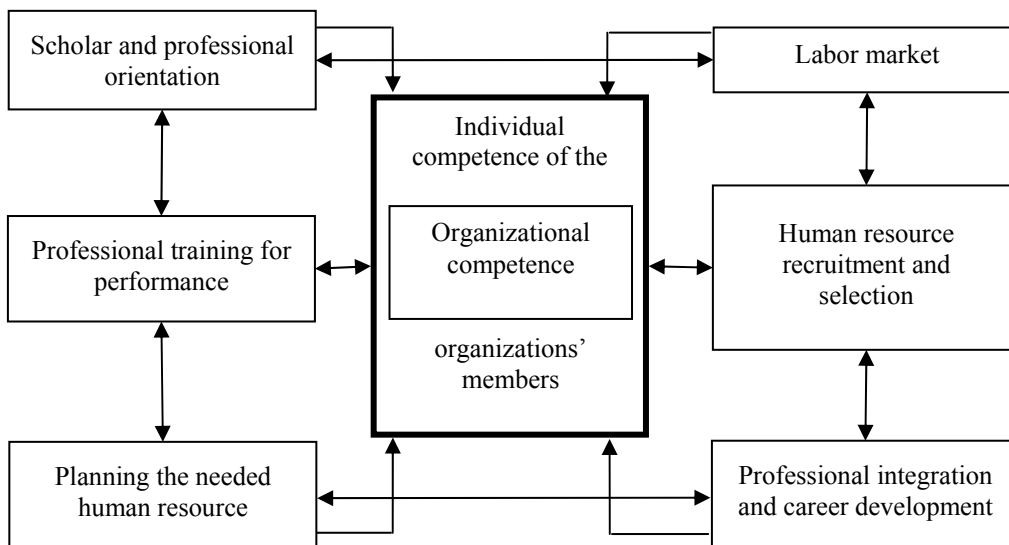 Scholar and professional
orientation
Labor market
Individual
competence of the
Organizational
competence
organizations’
members
Professional training for
performance
Human resource
recruitment and
selection
Planning the needed
human resource
Professional integration
and career development